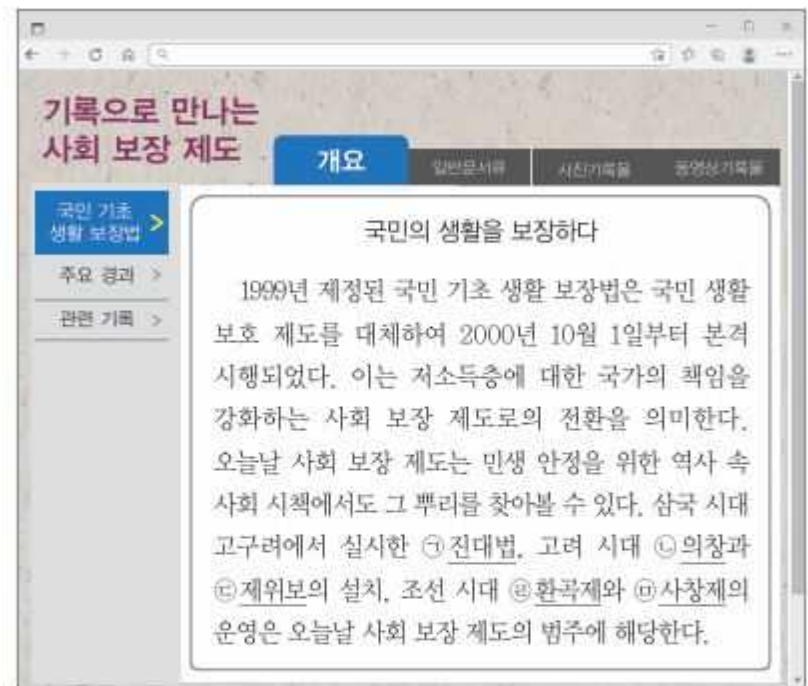 기록으로 만나는
사회 보장 제도
개요
일반문서류
사진기록물
동영상기록물
국민 기초
생활 보장법 >
주요 경과 >
관련 기록 >
국민의 생활을 보장하다
1999년 제정된 국민 기초 생활 보장법은 국민 생활
보호 제도를 대체하여 2000년 10월 1일부터 본격
시행되었다. 이는 저소득층에 대한 국가의 책임을
강화하는 사회 보장 제도로의 전환을 의미한다.
오늘날 사회 보장 제도는 민생 안정을 위한 역사 속
사회 시책에서도 그 뿌리를 찾아볼 수 있다. 삼국 시대
고구려에서 실시한 ㉠진대법, 고려 시대 ㉡의창과
㉢제위보의 설치, 조선 시대 ㉣환곡제와 ㉤사창제의
운영은 오늘날 사회 보장 제도의 범주에 해당한다.